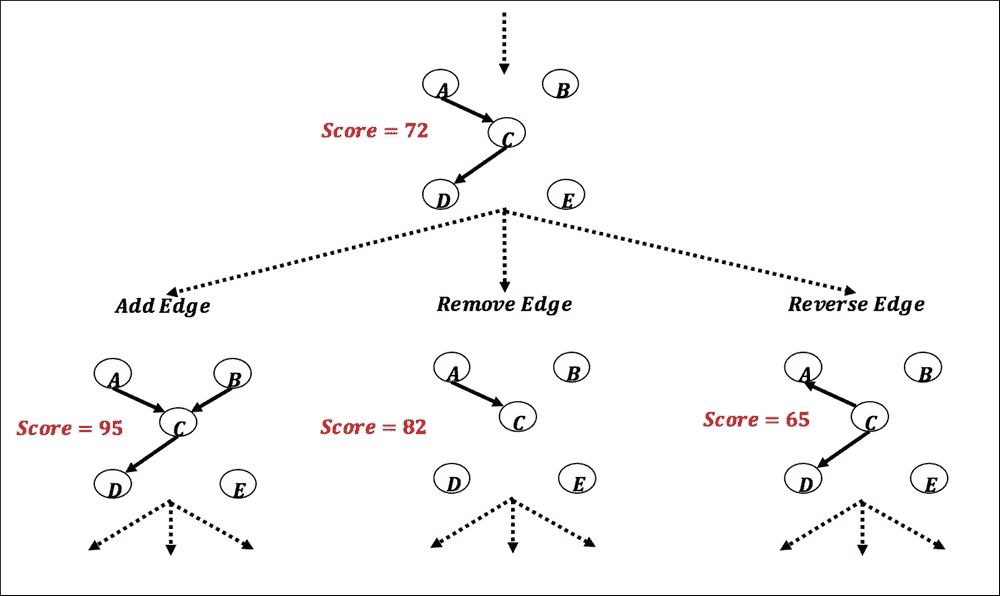 A B
Score = 72
C
D E
Add Edge Remove Edge Reverse Edge
A B A B A B
Score = 95 C Score = 82 C Score = 65 C
D E D E D E